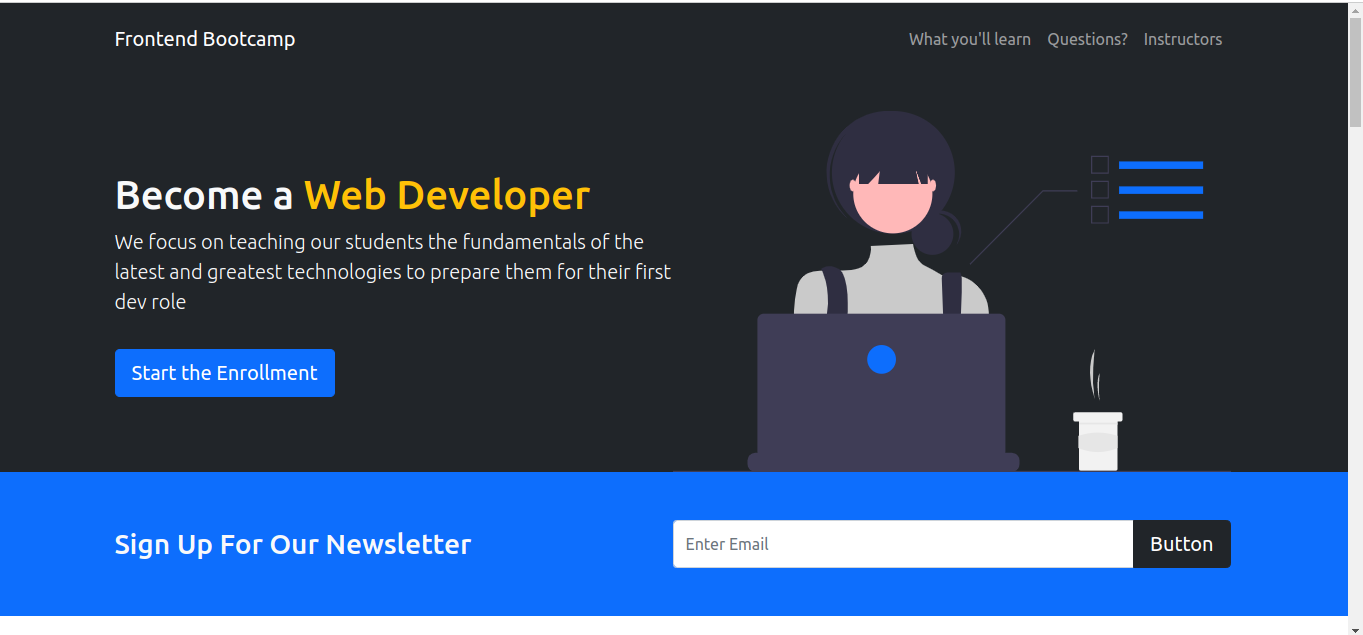 Frontend Bootcamp
What you'll learn Questions? Instructors
Become a Web Developer
We focus on teaching our students the fundamentals of the
latest and greatest technologies to prepare them for their first
dev role
Start the Enrollment
Sign Up For Our Newsletter
Enter Email
Button